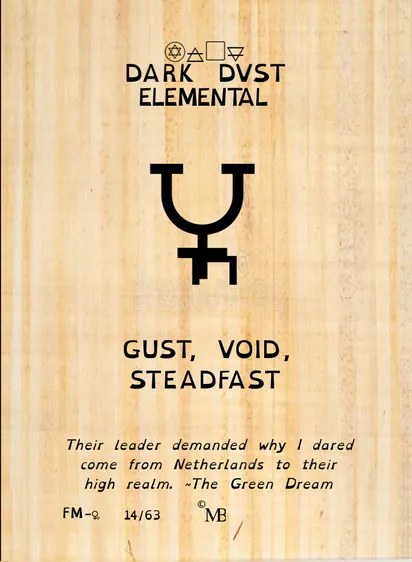 DARK DVST
ELEMENTAL
GUST, VOID,
STEADFAST
Their leader demanded why I dared
come from Netherlands to their
high realm. ~The Green Dream
FM-♀ 14/63 © MB